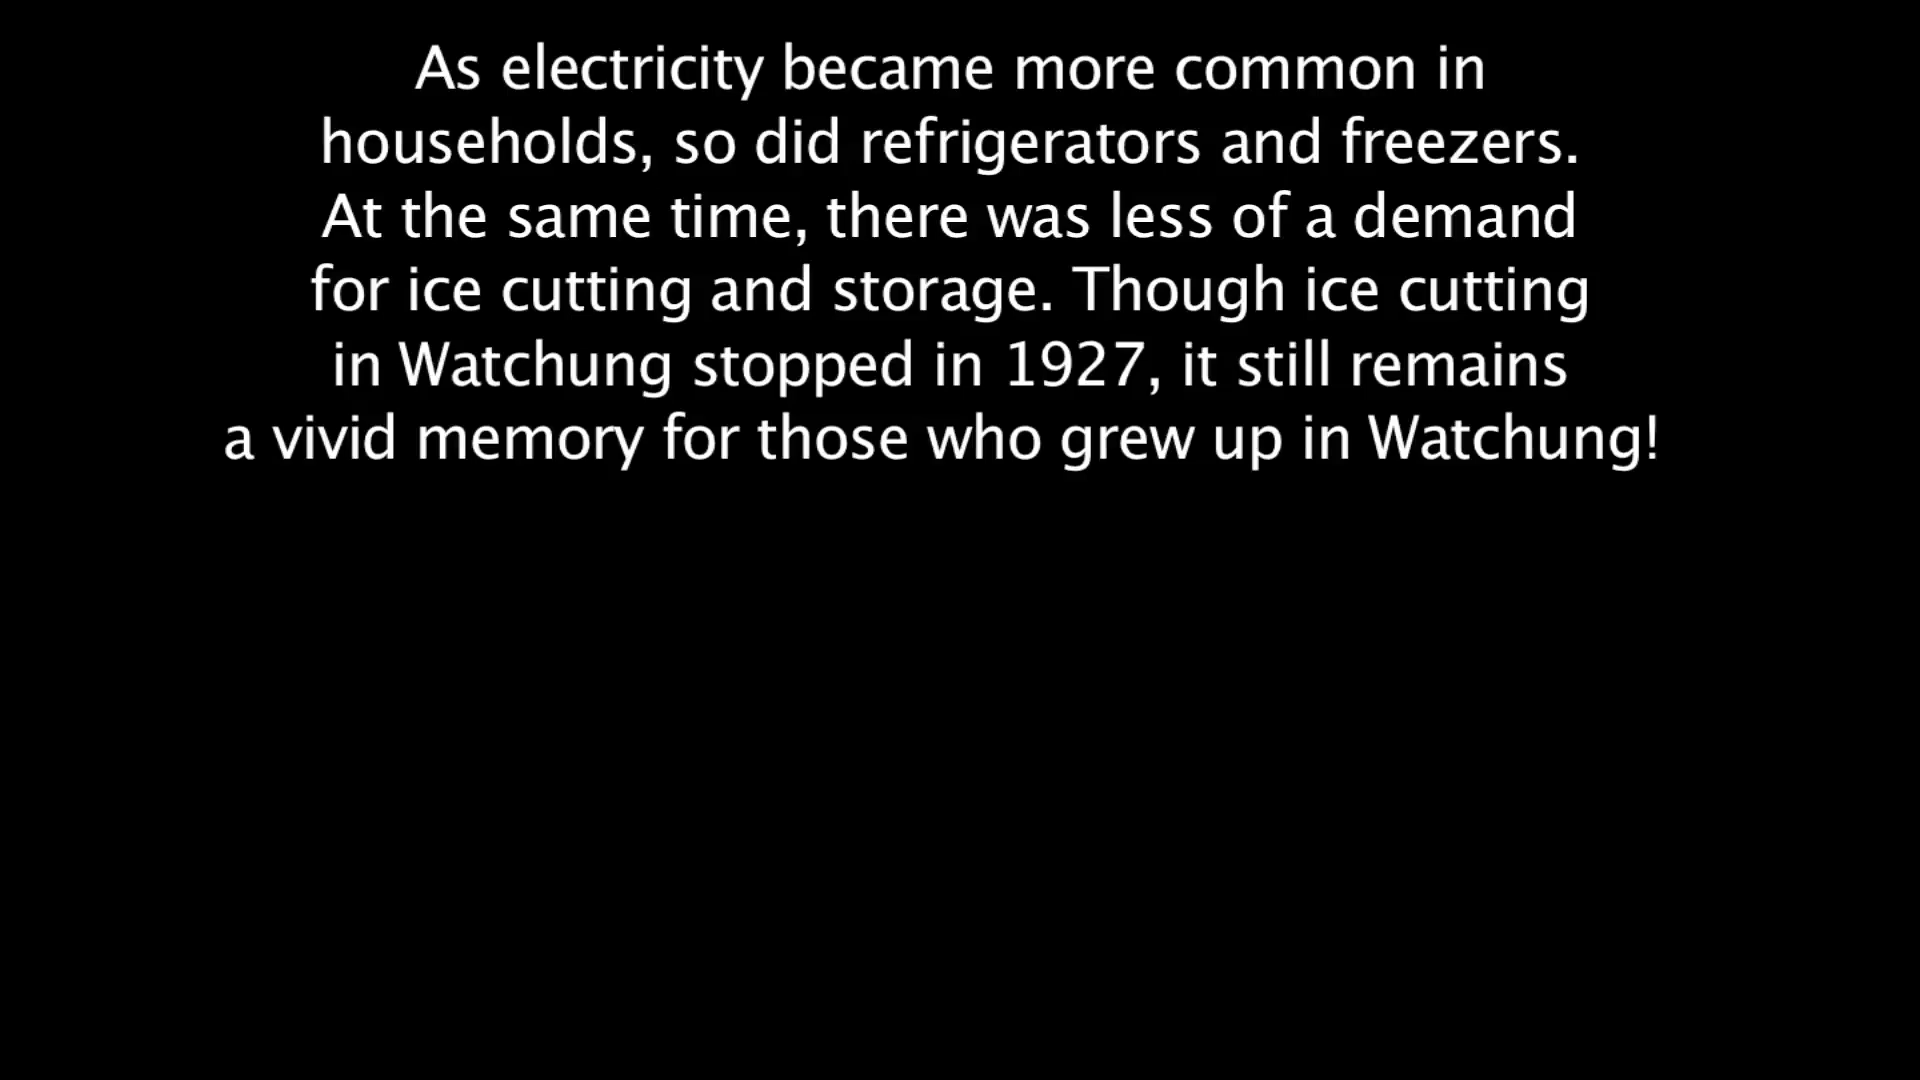 As electricity became more common in
households, so did refrigerators and freezers.
At the same time, there was less of a demand
for ice cutting and storage. Though ice cutting
in Watchung stopped in 1927, it still remains
a vivid memory for those who grew up in Watchung!